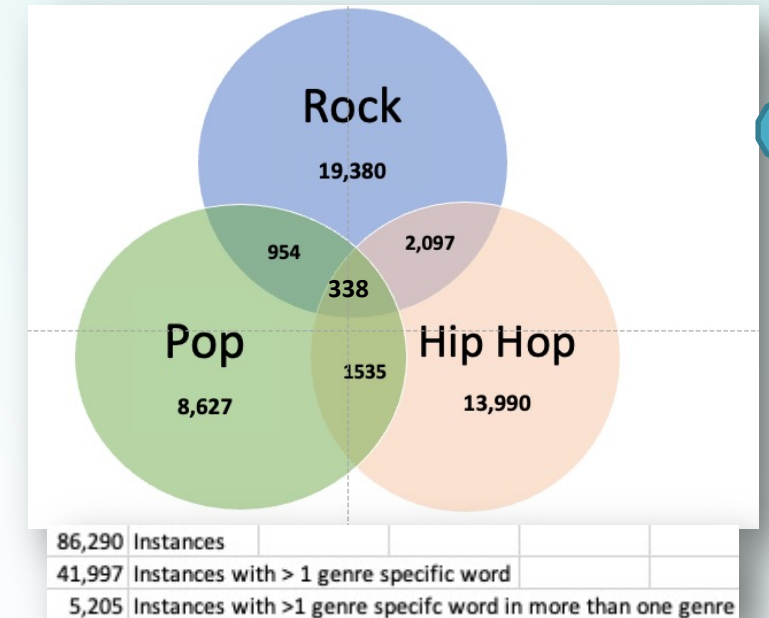 Rock
19,380
954
2,097
338
Pop
Hip Hop
1535
8,627
13,990
86,290 Instances
41,997 Instances with > 1 genre specific word
5,205 Instances with >1 genre specifc word in more than one genre